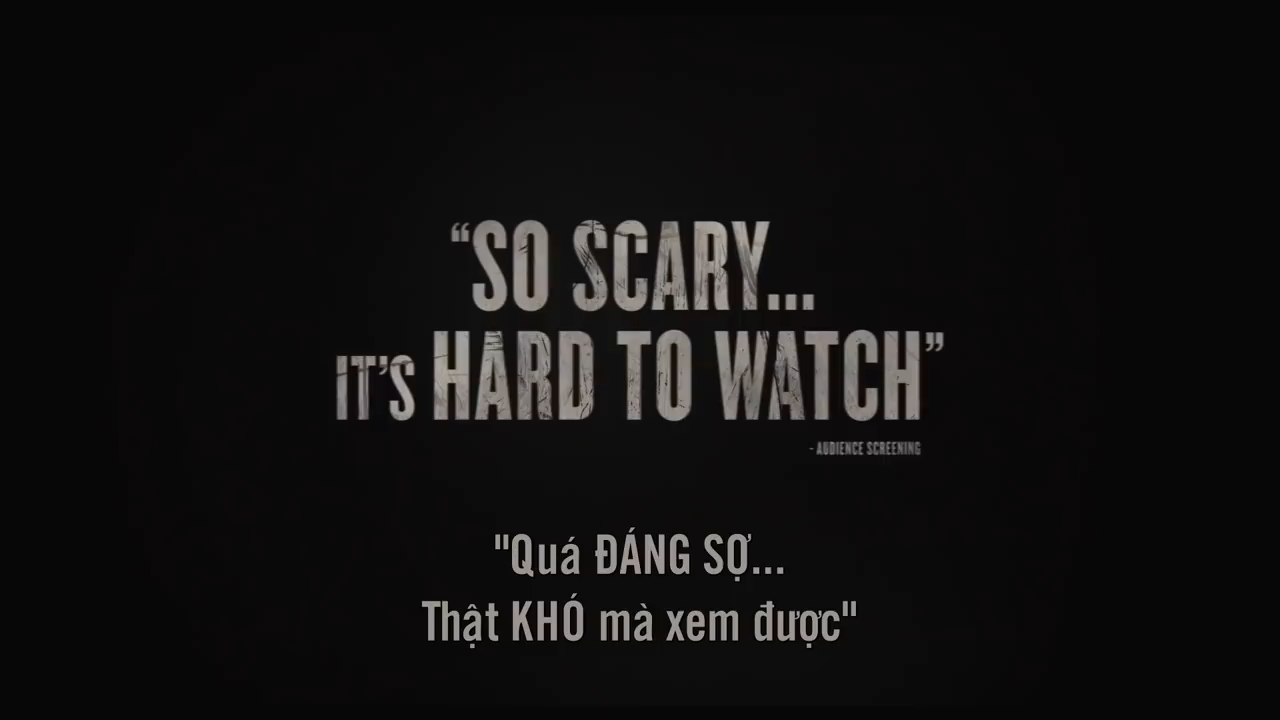 “SO SCARY...
IT’S HARD TO WATCH”
- AUDIENCE SCREENING
"Quá ĐÁNG SỢ...
Thật KHÓ mà xem được"